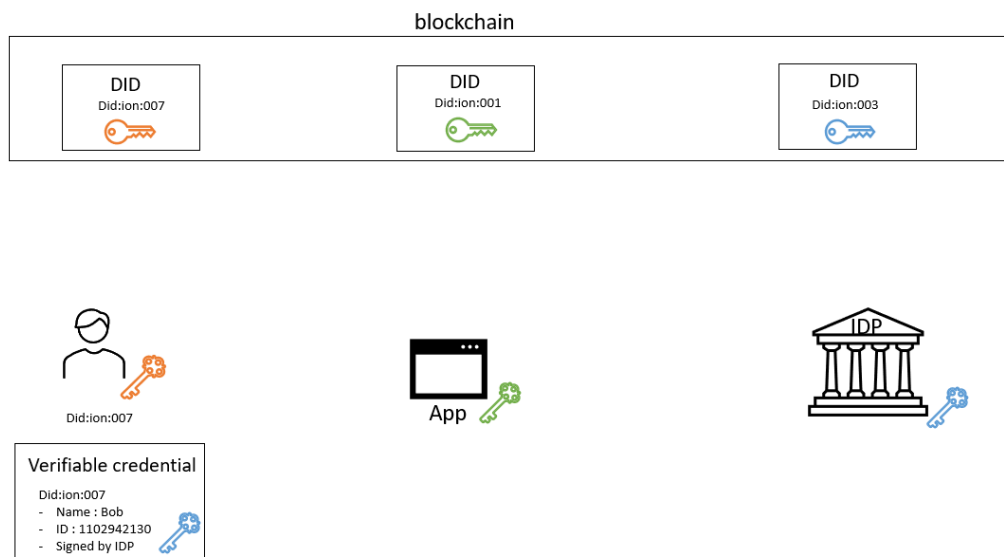 blockchain
DID
Did:ion:007
DID
Did:ion:001
DID
Did:ion:003
IDP
App
Did:ion:007
Verifiable credential
Did:ion:007
- Name : Bob
- ID : 1102942130
- Signed by IDP